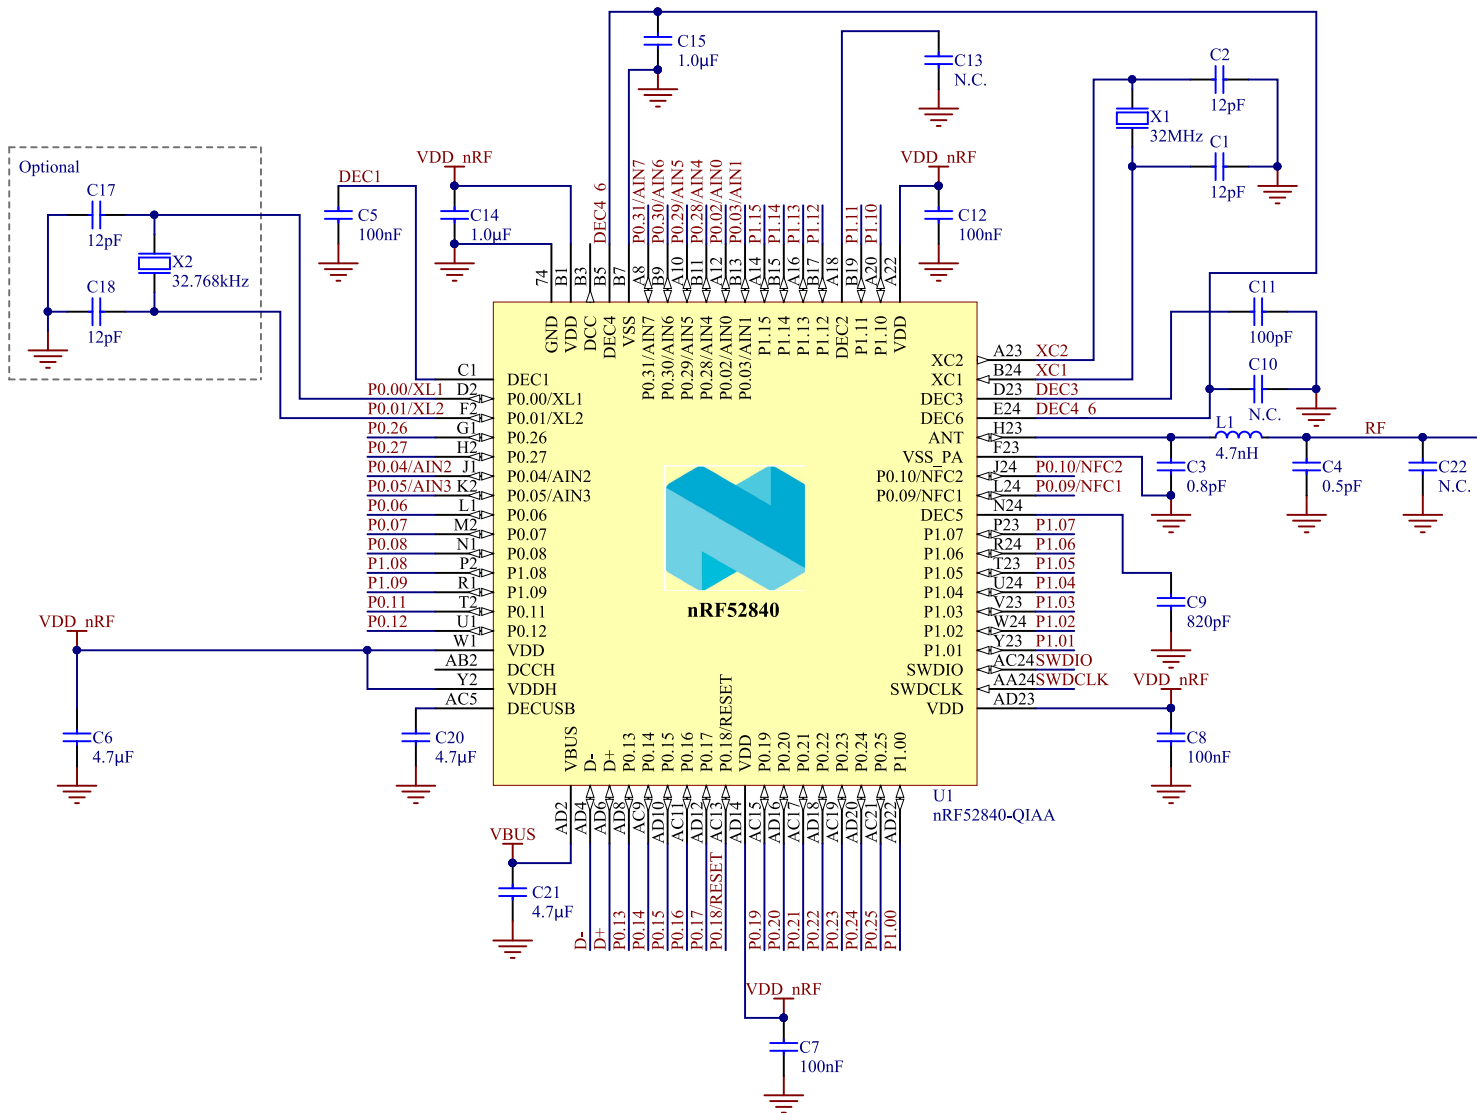 C15
1.0µF
C13
N.C.
C2
12pF
X1
32MHz
C1
12pF
Optional
C17
12pF
X2
32.768kHz
C18
12pF
DEC1
C5
100nF
VDD_nRF
C14
1.0µF
VDD_nRF
C12
100nF
DEC4_6
P0.31/AIN7
P0.30/AIN6
P0.29/AIN5
P0.28/AIN4
P0.02/AIN0
P0.03/AIN1
P1.15
P1.14
P1.13
P1.12
P1.11
P1.10
74
B1
B3
B5
B7
A8
B9
A10
B11
A12
B13
A14
B15
A16
B17
A18
B19
A20
A22
GND
VDD
DCC
DEC4
VSS
P0.31/AIN7
P0.30/AIN6
P0.29/AIN5
P0.28/AIN4
P0.02/AIN0
P0.03/AIN1
P1.15
P1.14
P1.13
P1.12
DEC2
P1.11
P1.10
VDD
C1 DEC1
P0.00/XL1 D2 P0.00/XL1
P0.01/XL2 F2 P0.01/XL2
P0.26 G1 P0.26
P0.27 H2 P0.27
P0.04/AIN2 J1 P0.04/AIN2
P0.05/AIN3 K2 P0.05/AIN3
P0.06 L1 P0.06
P0.07 M2 P0.07
P0.08 N1 P0.08
P1.08 P2 P1.08
P1.09 R1 P1.09
P0.11 T2 P0.11
P0.12 U1 P0.12
W1 VDD
AB2 DCCH
Y2 VDDH
AC5 DECUSB
XC2 A23 XC2
XC1 B24 XC1
DEC3 D23 DEC3
DEC6 E24 DEC4_6
ANT H23
VSS_PA F23
P0.10/NFC2 J24 P0.10/NFC2
P0.09/NFC1 L24 P0.09/NFC1
DEC5 N24
P1.07 P23 P1.07
P1.06 R24 P1.06
P1.05 T23 P1.05
P1.04 U24 P1.04
P1.03 V23 P1.03
P1.02 W24 P1.02
P1.01 Y23 P1.01
SWDIO AC24 SWDIO
SWDCLK AA24 SWDCLK
VDD AD23
nRF52840
C11
100pF
C10
N.C.
L1
4.7nH
RF
C3
0.8pF
C4
0.5pF
C22
N.C.
C9
820pF
VDD_nRF
C8
100nF
VDD_nRF
C6
4.7µF
C20
4.7µF
VBUS
D-
D+
P0.13
P0.14
P0.15
P0.16
P0.17
P0.18/RESET
VDD
P0.19
P0.20
P0.21
P0.22
P0.23
P0.24
P0.25
P1.00
U1
nRF52840-QIAA
AD2
AD4
AD6
AD8
AC9
AD10
AC11
AD12
AC13
AD14
AC15
AD16
AC17
AD18
AC19
AD20
AC21
AD22
VBUS
C21
4.7µF
D-
D+
P0.13
P0.14
P0.15
P0.16
P0.17
P0.18/RESET
P0.19
P0.20
P0.21
P0.22
P0.23
P0.24
P0.25
P1.00
VDD_nRF
C7
100nF